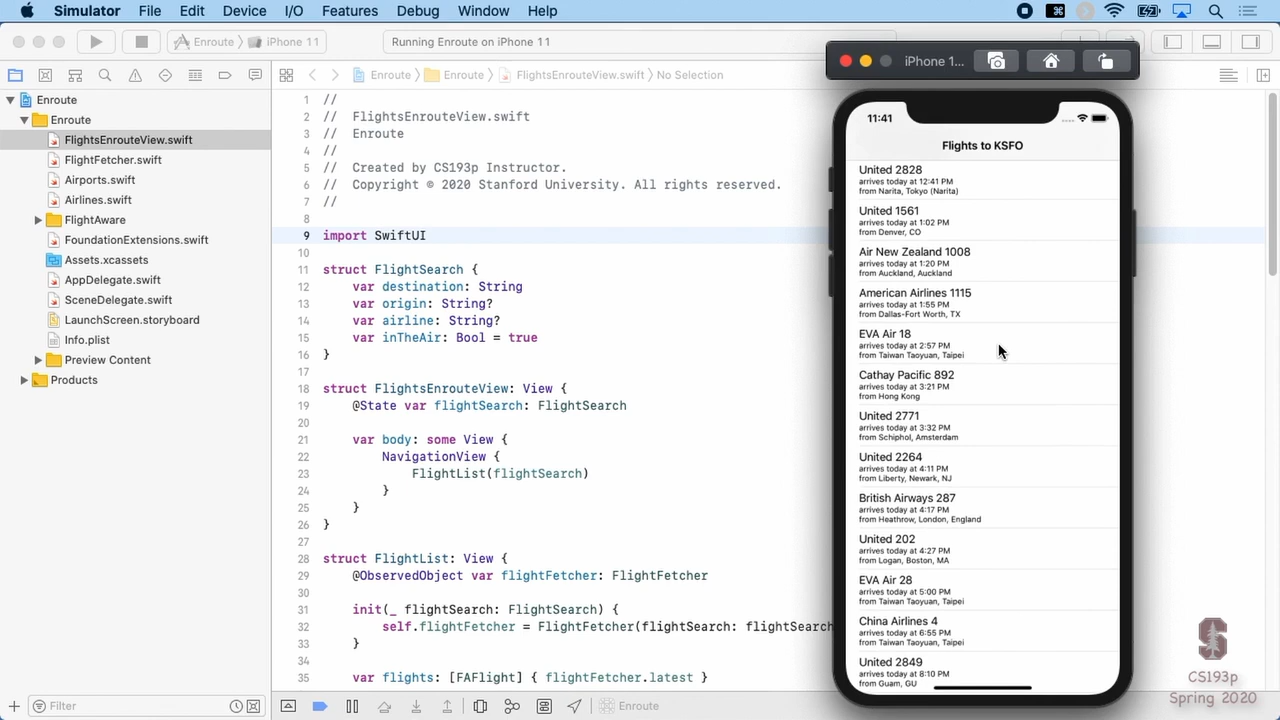 Simulator File Edit Device I/O Features Debug Window Help
Enroute iPhone 11
Running Enroute on iPhone 11
Enroute Enroute FlightsEnrouteView.swift No Selection
Enroute
Enroute
FlightsEnrouteView.swift
FlightFetcher.swift
Airports.swift
Airlines.swift
FlightAware
FoundationExtensions.swift
Assets.xcassets
AppDelegate.swift
SceneDelegate.swift
LaunchScreen.storyboard
Info.plist
Preview Content
Products
Filter
1 //
2 // FlightsEnrouteView.swift
3 // Enroute
4 //
5 // Created by CS193p Instructor.
6 // Copyright © 2020 Stanford University. All rights reserved.
7 //
8
9 import SwiftUI
10
11 struct FlightSearch {
12 var destination: String
13 var origin: String?
14 var airline: String?
15 var inTheAir: Bool = true
16 }
17
18 struct FlightsEnrouteView: View {
19 @State var flightSearch: FlightSearch
20
21 var body: some View {
22 NavigationView {
23 FlightList(flightSearch)
24 }
25 }
26 }
27
28 struct FlightList: View {
29 @ObservedObject var flightFetcher: FlightFetcher
30
31 init(_ flightSearch: FlightSearch) {
32 self.flightFetcher = FlightFetcher(flightSearch: flightSearch
33 }
34
35 var flights: [FAFlight] { flightFetcher.latest }
Enroute
iPhone 1...
11:41
Flights to KSFO
United 2828
arrives today at 12:41 PM
from Narita, Tokyo (Narita)
United 1561
arrives today at 1:02 PM
from Denver, CO
Air New Zealand 1008
arrives today at 1:20 PM
from Auckland, Auckland
American Airlines 1115
arrives today at 1:55 PM
from Dallas-Fort Worth, TX
EVA Air 18
arrives today at 2:57 PM
from Taiwan Taoyuan, Taipei
Cathay Pacific 892
arrives today at 3:21 PM
from Hong Kong
United 2771
arrives today at 3:32 PM
from Schiphol, Amsterdam
United 2264
arrives today at 4:11 PM
from Liberty, Newark, NJ
British Airways 287
arrives today at 4:17 PM
from Heathrow, London, England
United 202
arrives today at 4:27 PM
from Logan, Boston, MA
EVA Air 28
arrives today at 5:00 PM
from Taiwan Taoyuan, Taipei
China Airlines 4
arrives today at 6:55 PM
from Taiwan Taoyuan, Taipei
United 2849
arrives today at 8:10 PM
from Guam, GU
CS193p
Spring 2020